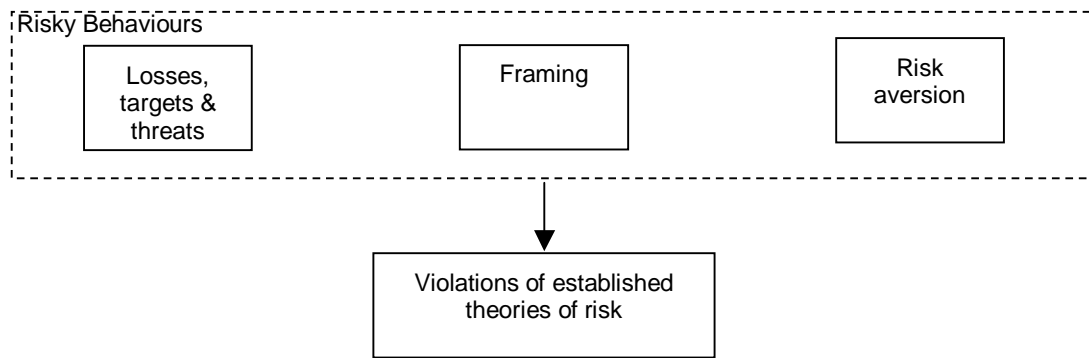 Risky Behaviours
Losses,
targets &
threats
Framing
Risk
aversion
Violations of established
theories of risk